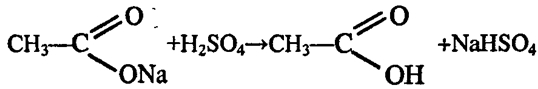 O O
CH₃—C +H₂SO₄→CH₃—C +NaHSO₄
ONa OH